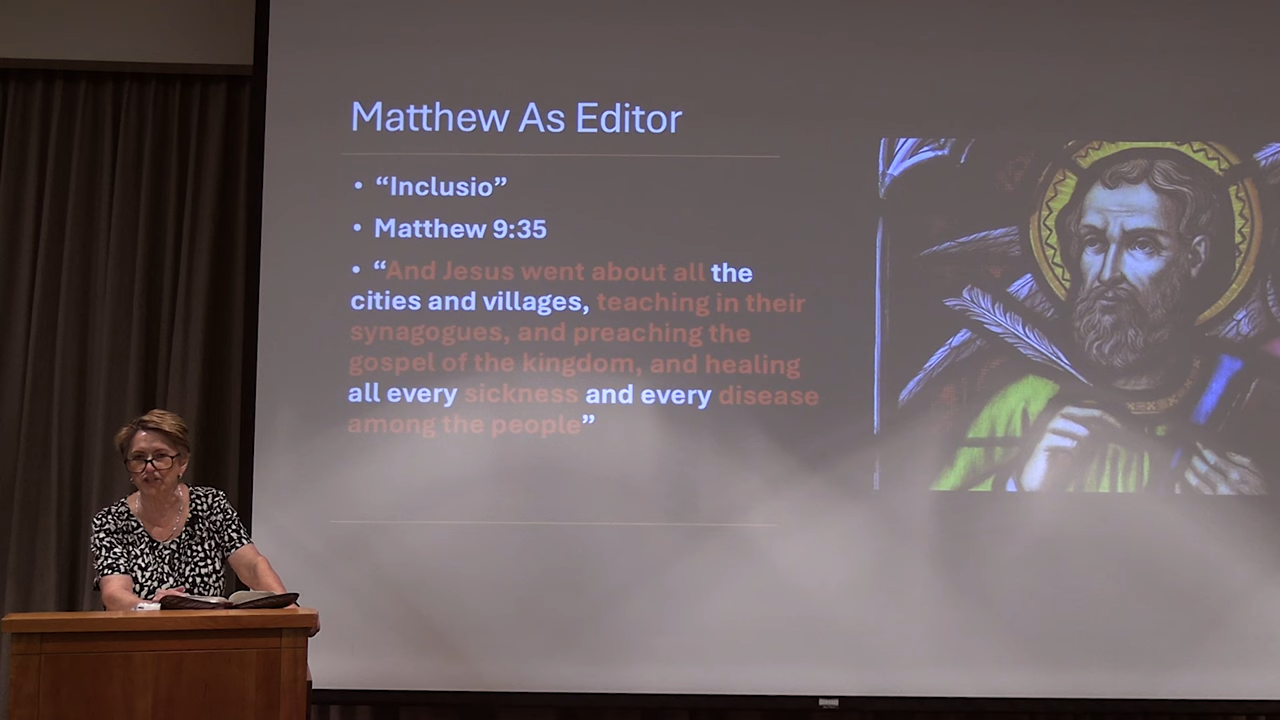 Matthew As Editor
• “Inclusio”
• Matthew 9:35
• “And Jesus went about all the
cities and villages, teaching in their
synagogues, and preaching the
gospel of the kingdom, and healing
all every sickness and every disease
among the people”